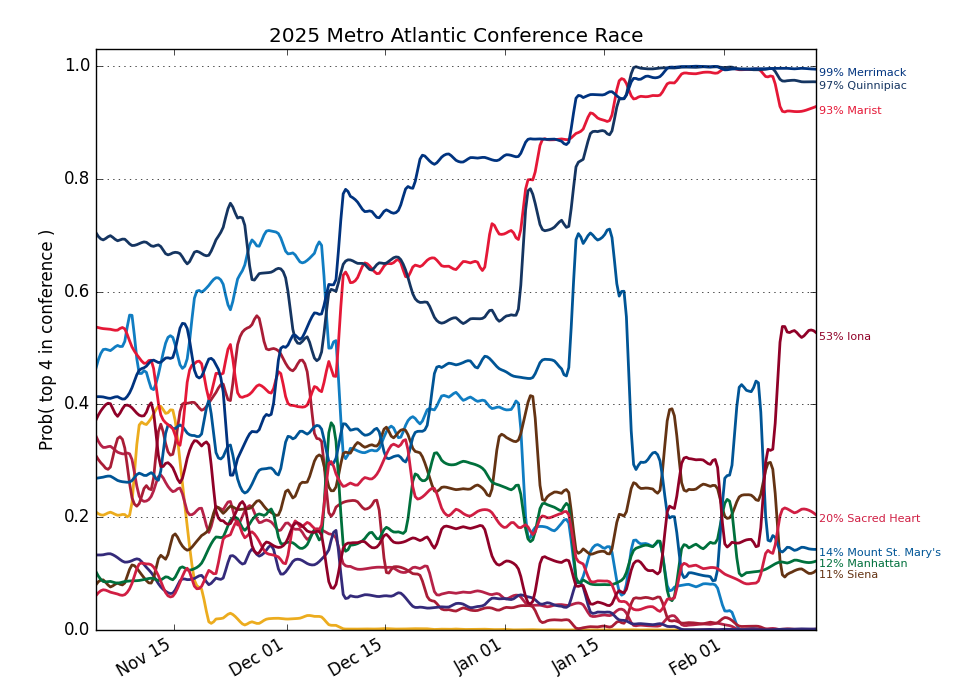 2025 Metro Atlantic Conference Race
Prob( top 4 in conference )
1.0
0.8
0.6
0.4
0.2
0.0
Nov 15
Dec 01
Dec 15
Jan 01
Jan 15
Feb 01
99% Merrimack
97% Quinnipiac
93% Marist
53% Iona
20% Sacred Heart
14% Mount St. Mary's
12% Manhattan
11% Siena